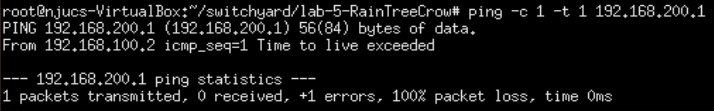 root@njucs-VirtualBox:~/switchyard/lab-5-RainTreeCrow# ping -c 1 -t 1 192.168.200.1
PING 192.168.200.1 (192.168.200.1) 56(84) bytes of data.
From 192.168.100.2 icmp_seq=1 Time to live exceeded

--- 192.168.200.1 ping statistics ---
1 packets transmitted, 0 received, +1 errors, 100% packet loss, time 0ms